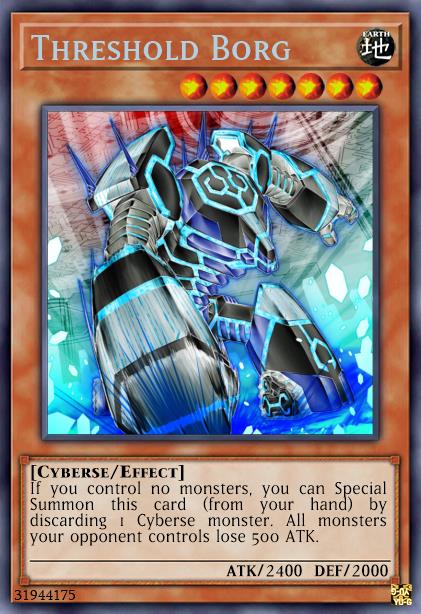 Threshold Borg
EARTH
地
[Cyberse/Effect]
If you control no monsters, you can Special
Summon this card (from your hand) by
discarding 1 Cyberse monster. All monsters
your opponent controls lose 500 ATK.
ATK/2400 DEF/2000
31944175